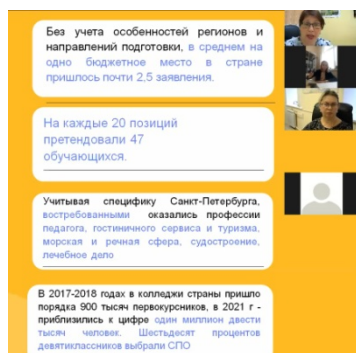 Без учета особенностей регионов и
направлений подготовки, в среднем на
одно бюджетное место в стране
пришлось почти 2,5 заявления.
На каждые 20 позиций
претендовали 47
обучающихся.
Учитывая специфику Санкт-Петербурга,
востребованными оказались профессии
педагога, гостиничного сервиса и туризма,
морская и речная сфера, судостроение,
лечебное дело
В 2017-2018 годах в колледжи страны пришло
порядка 900 тысяч первокурсников, в 2021 г -
приблизились к цифре один миллион двести
тысяч человек. Шестьдесят процентов
девятиклассников выбрали СПО